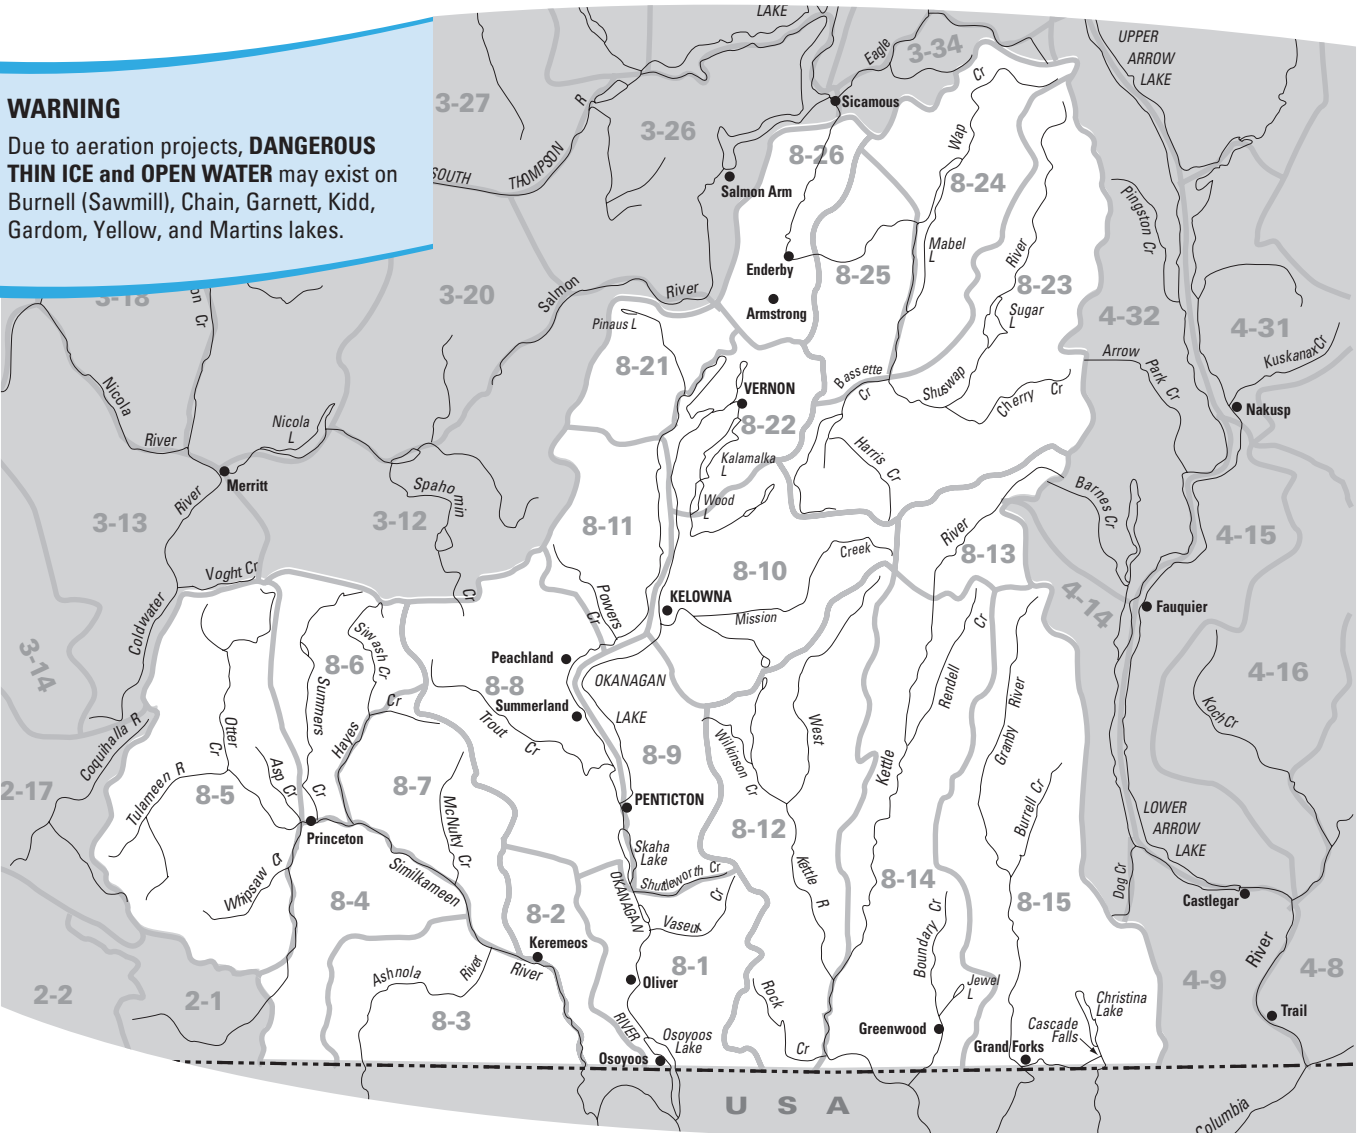 WARNING
Due to aeration projects, DANGEROUS
THIN ICE and OPEN WATER may exist on
Burnell (Sawmill), Chain, Garnett, Kidd,
Gardom, Yellow, and Martins lakes.
LAKE
3-34
Eagle
UPPER
ARROW
LAKE
3-27
R
Sicamous
Cr
3-26
Wap
8-26
SOUTH
THOMPSON
Salmon Arm
8-24
Pingston Cr
Mabel
L
River
Enderby
8-25
8-23
3-18
on Cr
3-20
Salmon
River
Armstrong
Sugar
L
4-32
4-31
Pinaus L
Kuskanax Cr
8-21
Arrow
Park Cr
Bassette
Cr
Shuswap
Cherry Cr
VERNON
8-22
Nicola
River
Nicola
L
Nakusp
Kalamalka
L
Harris Cr
Merritt
Spahomin
Cr
Wood
L
Barnes Cr
River
3-13
3-12
8-11
River
8-13
4-15
Creek
8-10
Voght Cr
Powers
Cr
KELOWNA
Mission
4-14
Fauquier
Coldwater
3-14
Siwash Cr
8-6
Summers
Cr
Peachland
8-8
Summerland
OKANAGAN
LAKE
Rendell
Cr
4-16
Koch Cr
Coquihalla R
Otter
Cr
Hayes
Cr
Trout
Cr
8-9
Wilkinson Cr
West
Kettle
Granby
River
2-17
Tulameen R
8-5
Asp Cr
8-7
McNulty Cr
PENTICTON
Burrell Cr
LOWER
ARROW
LAKE
Princeton
8-12
Skaha
Lake
Similkameen
Whipsaw Cr
8-4
Shuttleworth Cr
Kettle
R
8-14
8-15
Dog Cr
Castlegar
8-2
OKANAGAN
Vaseux
Cr
Boundary Cr
Keremeos
River
Ashnola
River
8-1
Oliver
Rock
Cr
Jewel
L
Christina
Lake
River
2-2
2-1
8-3
4-9
4-8
RIVER
Osoyoos
Lake
Greenwood
Cascade
Falls
Trail
Osoyoos
Grand Forks
U S A
Columbia